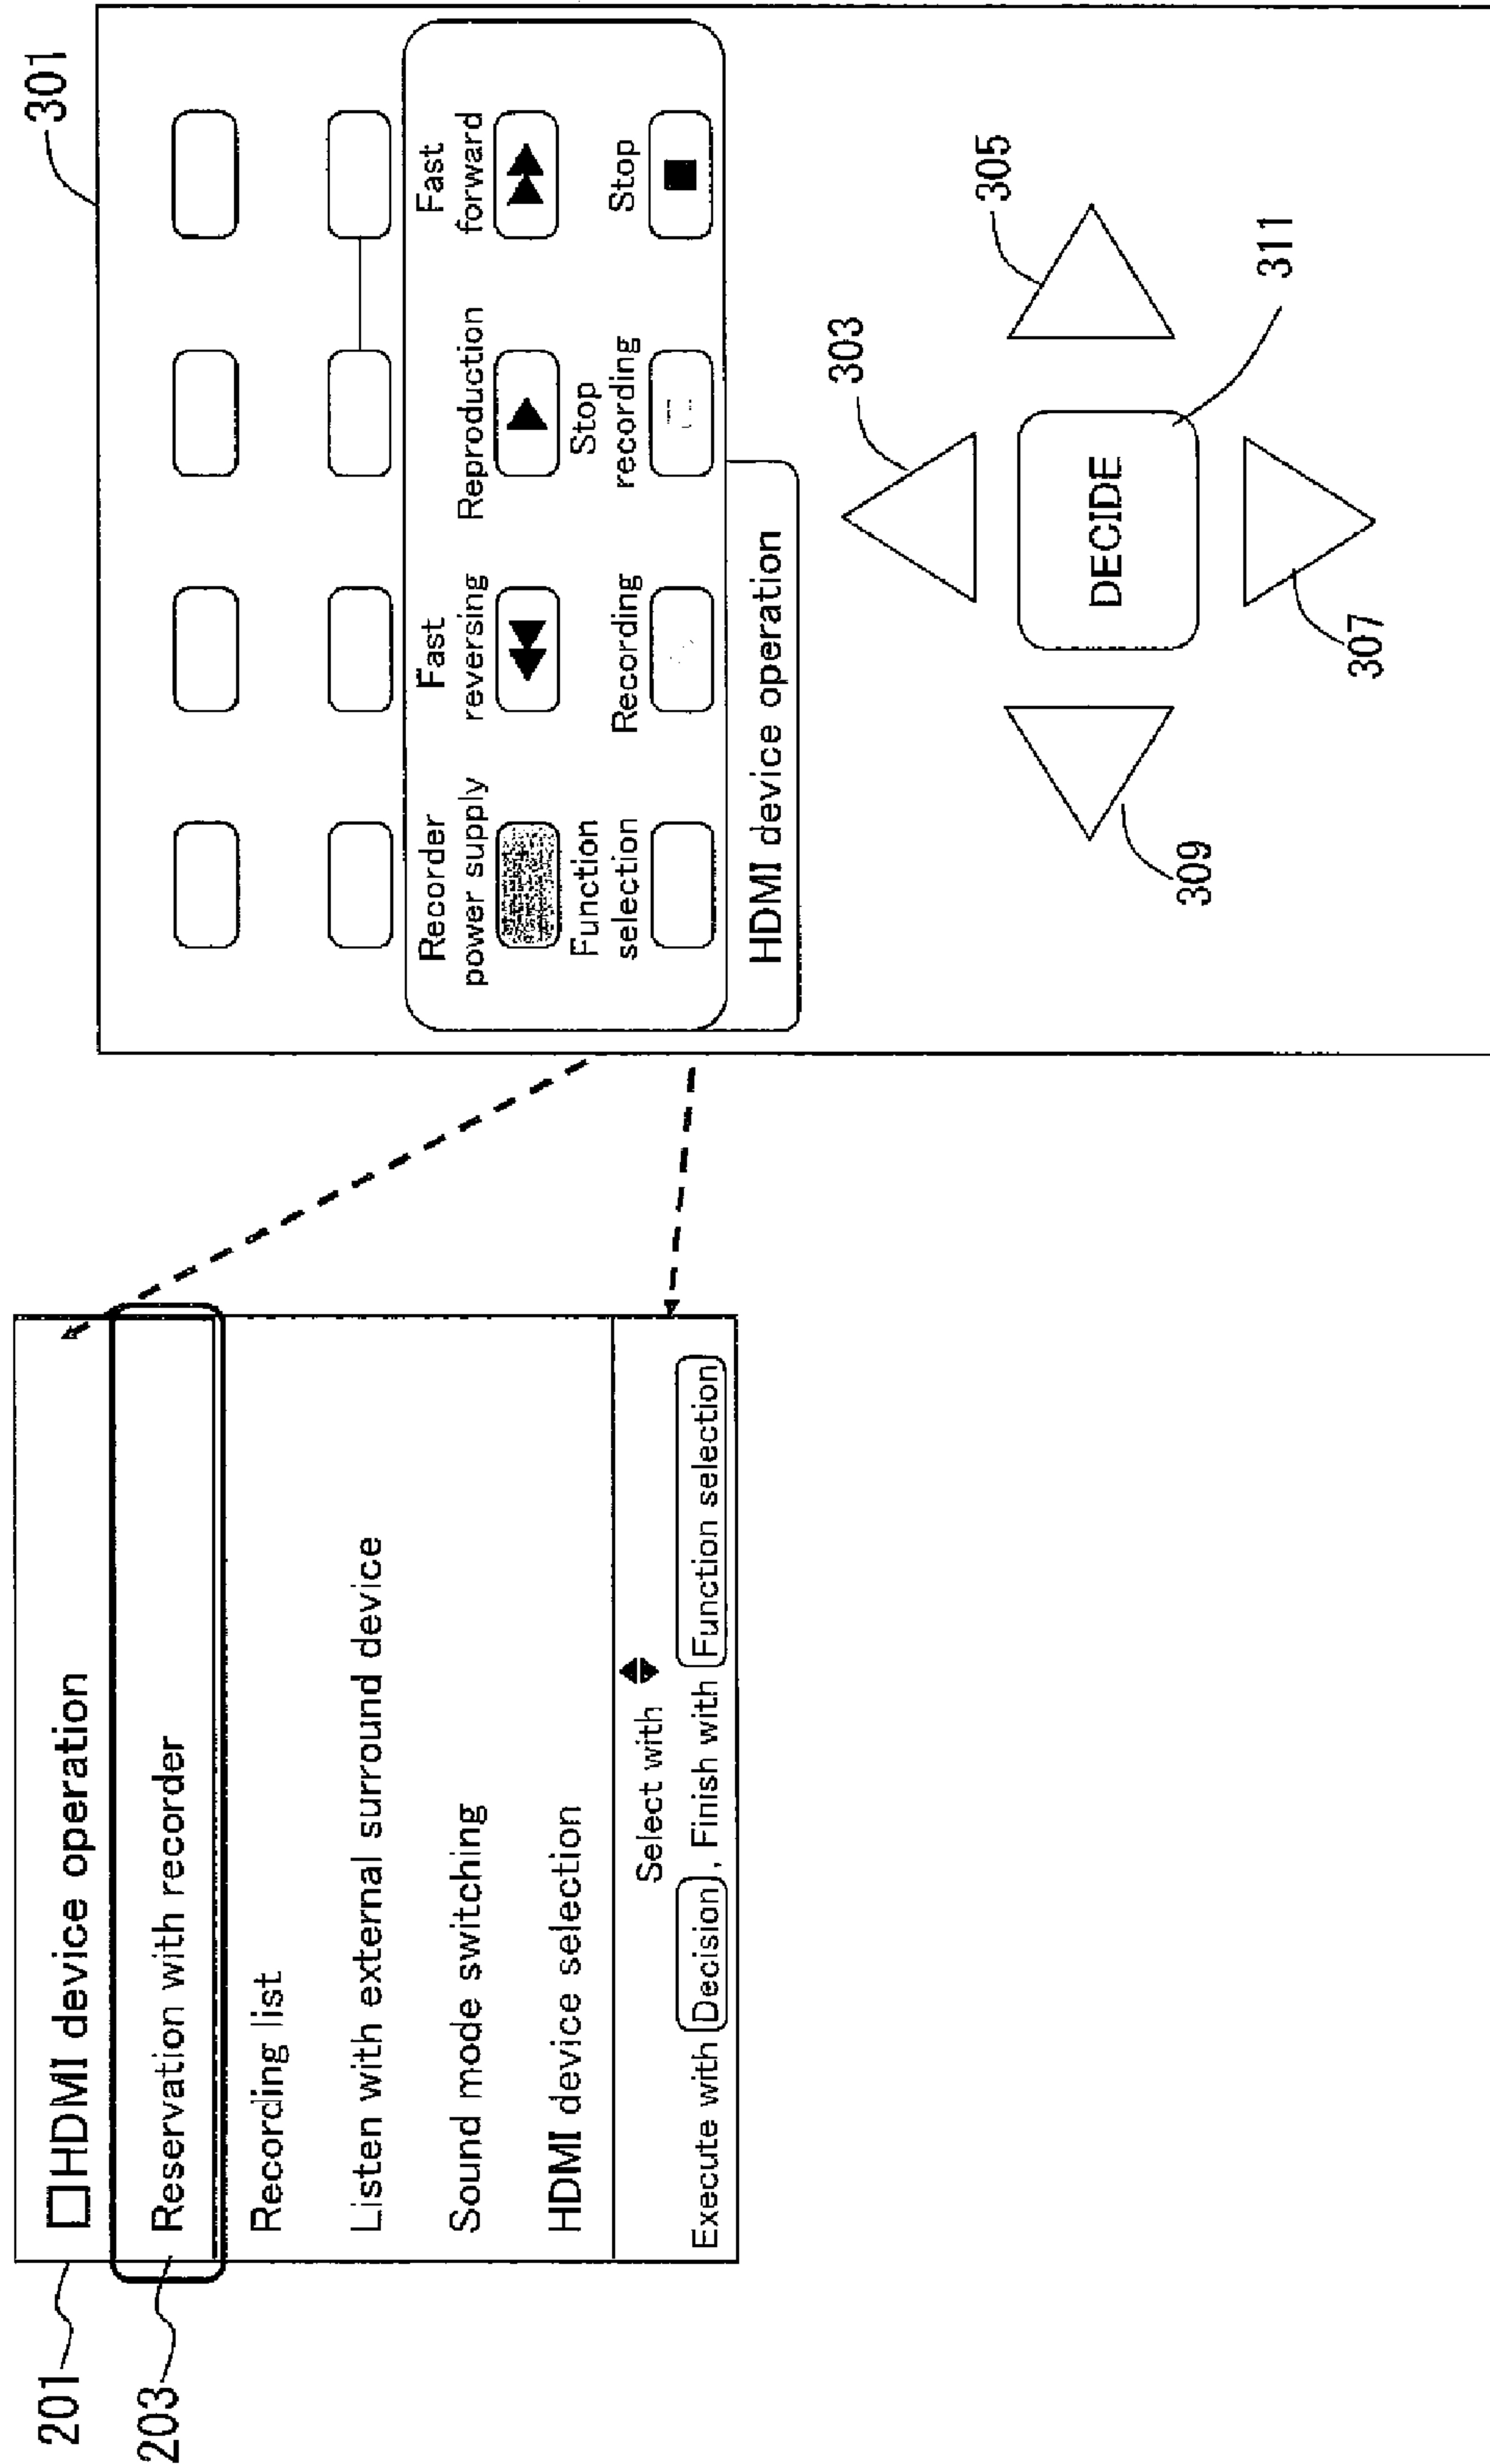 201
□HDMI device operation
203
Reservation with recorder
Recording list
Listen with external surround device
Sound mode switching
HDMI device selection
Select with
Execute with Decision, Finish with Function selection
301
Recorder power supply
Fast reversing
Reproduction
Fast forward
Function selection
Recording
Stop recording
Stop
HDMI device operation
303
305
DECIDE
311
309
307